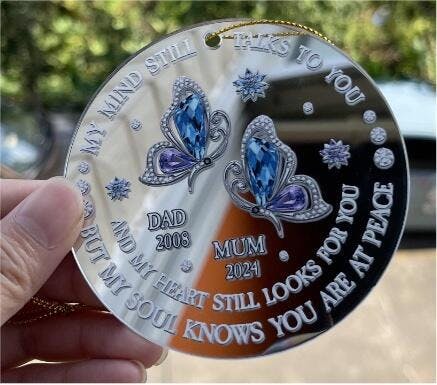 MY MIND STILL TALKS TO YOU
DAD
2008
MUM
2024
AND MY HEART STILL LOOKS FOR YOU
BUT MY SOUL KNOWS YOU ARE AT PEACE